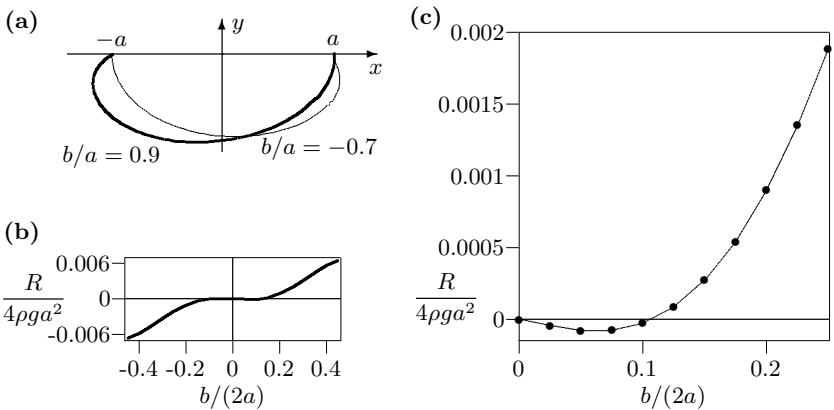 (a)
y
−a
a
x
b/a = 0.9
b/a = −0.7
(b)
R
4ρga²
0.006
0
-0.006
-0.4 -0.2 0 0.2 0.4
b/(2a)
(c)
0.002
0.0015
0.001
0.0005
R
4ρga²
0
0 0.1 0.2
b/(2a)